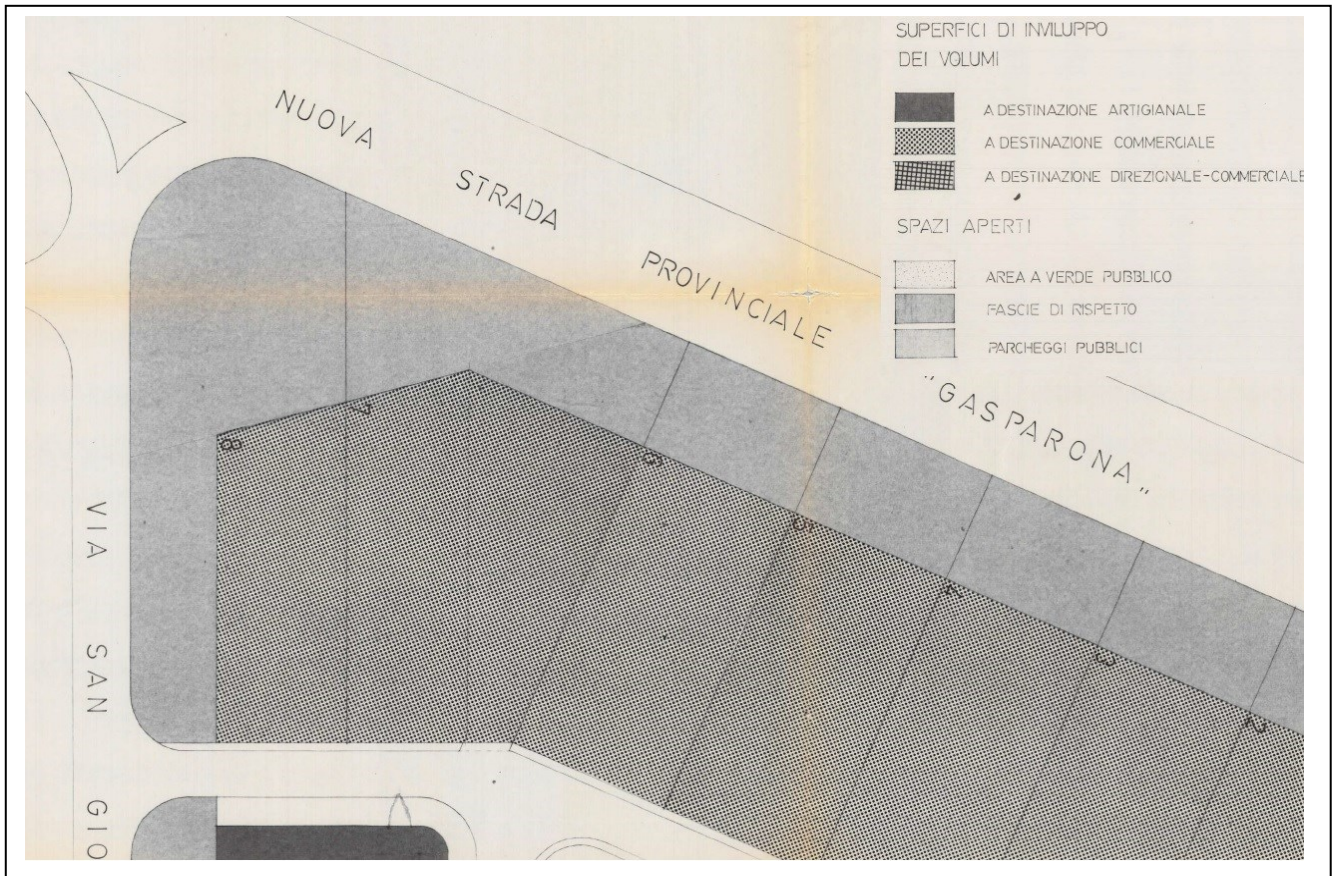 SUPERFICI DI INVILUPPO
DEI VOLUMI
A DESTINAZIONE ARTIGIANALE
A DESTINAZIONE COMMERCIALE
A DESTINAZIONE DIREZIONALE-COMMERCIALE
SPAZI APERTI
AREA A VERDE PUBBLICO
FASCIE DI RISPETTO
PARCHEGGI PUBBLICI
NUOVA STRADA PROVINCIALE "GASPARONA"
VIA SAN GIO
8
7
5
4
3
2